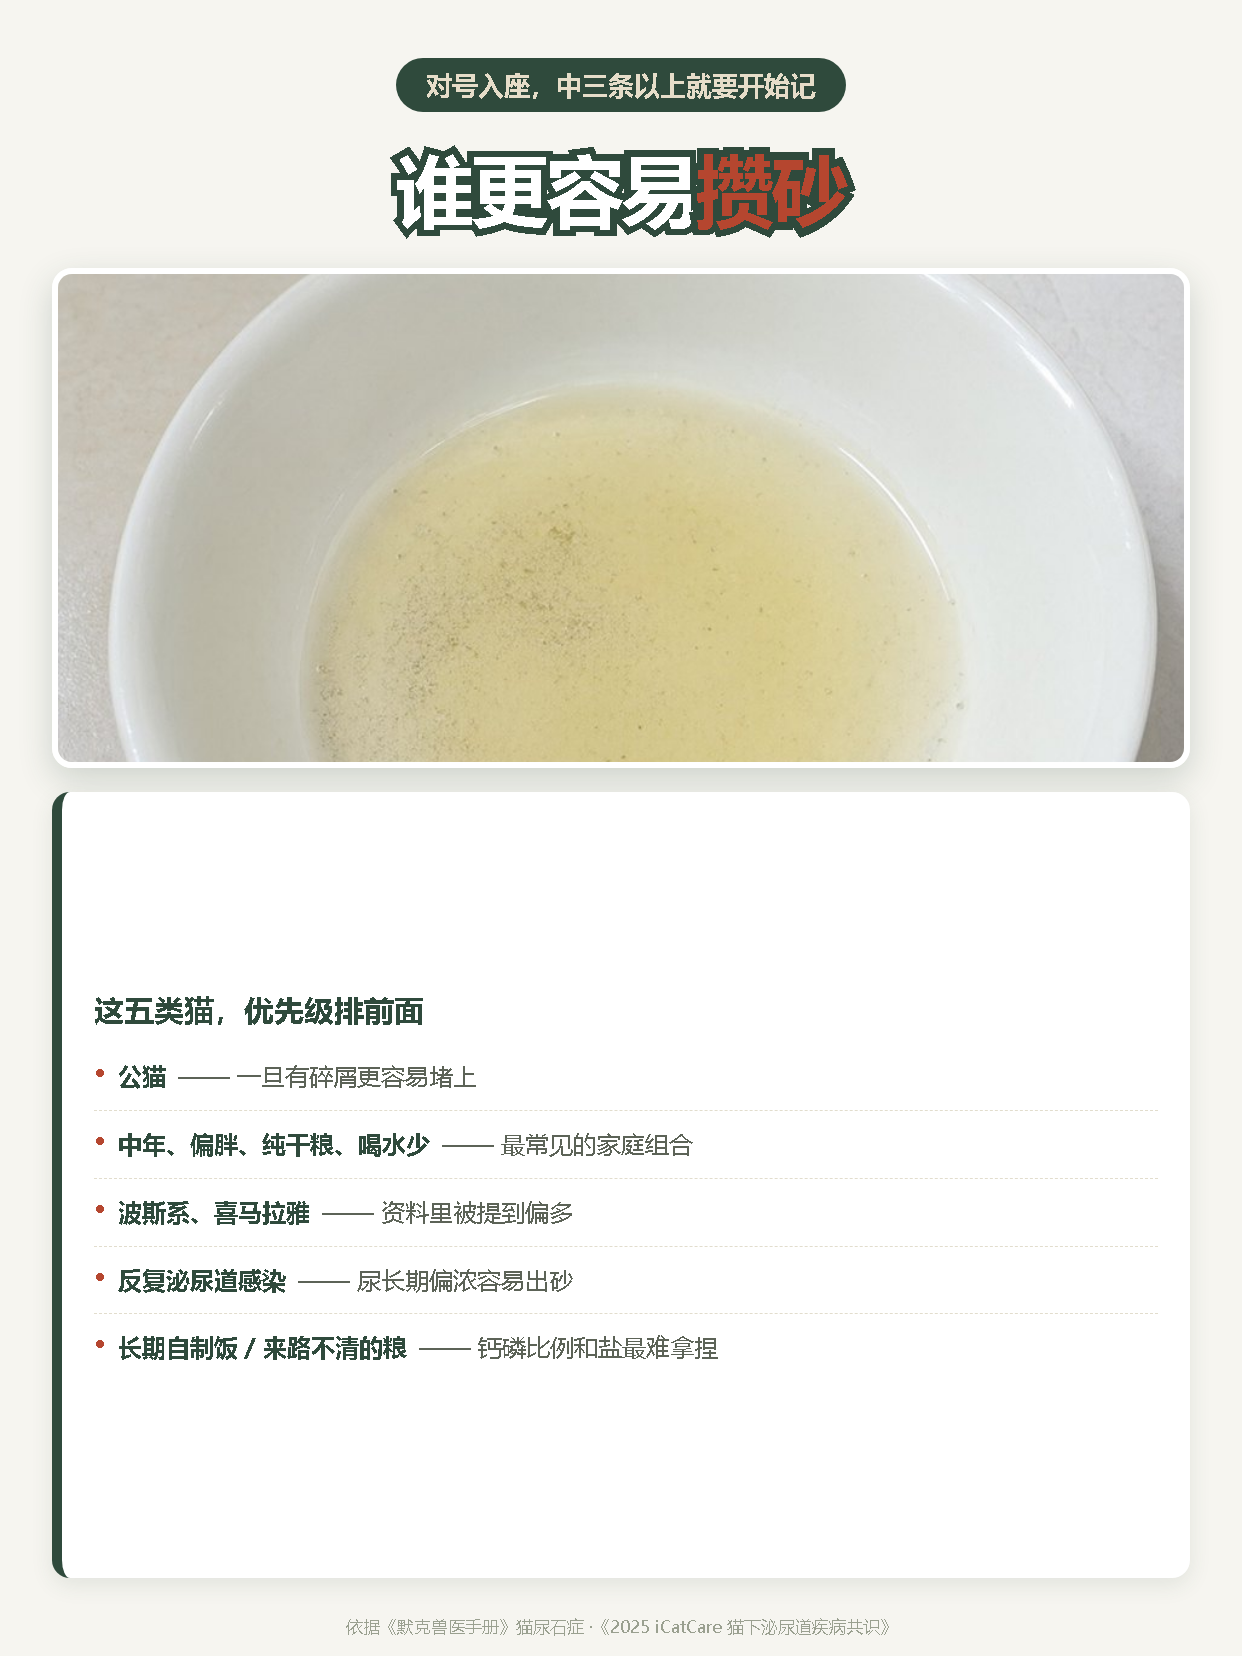 对号入座，中三条以上就要开始记
谁更容易攒砂
这五类猫，优先级排前面
• 公猫 —— 一旦有碎屑更容易堵上
• 中年、偏胖、纯干粮、喝水少 —— 最常见的家庭组合
• 波斯系、喜马拉雅 —— 资料里被提到偏多
• 反复泌尿道感染 —— 尿长期偏浓容易出砂
• 长期自制饭 / 来路不清的粮 —— 钙磷比例和盐最难拿捏
依据《默克兽医手册》猫尿石症 ·《2025 iCatCare 猫下泌尿道疾病共识》